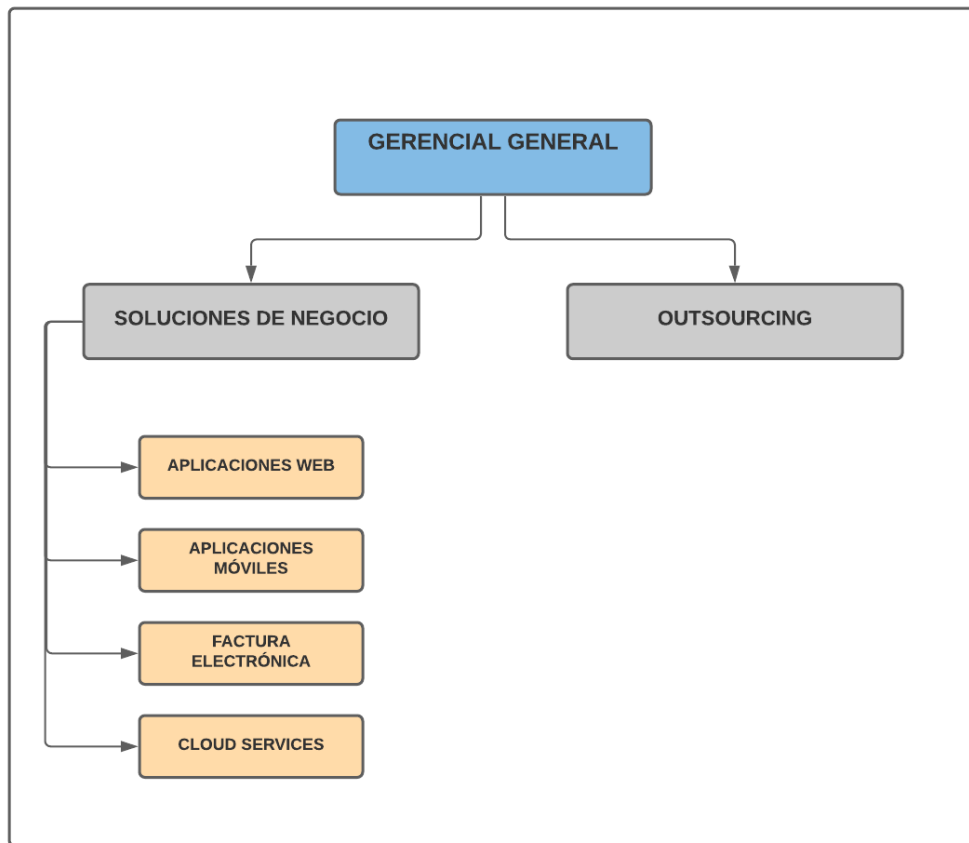 GERENCIAL GENERAL
SOLUCIONES DE NEGOCIO
OUTSOURCING
APLICACIONES WEB
APLICACIONES
MÓVILES
FACTURA
ELECTRÓNICA
CLOUD SERVICES